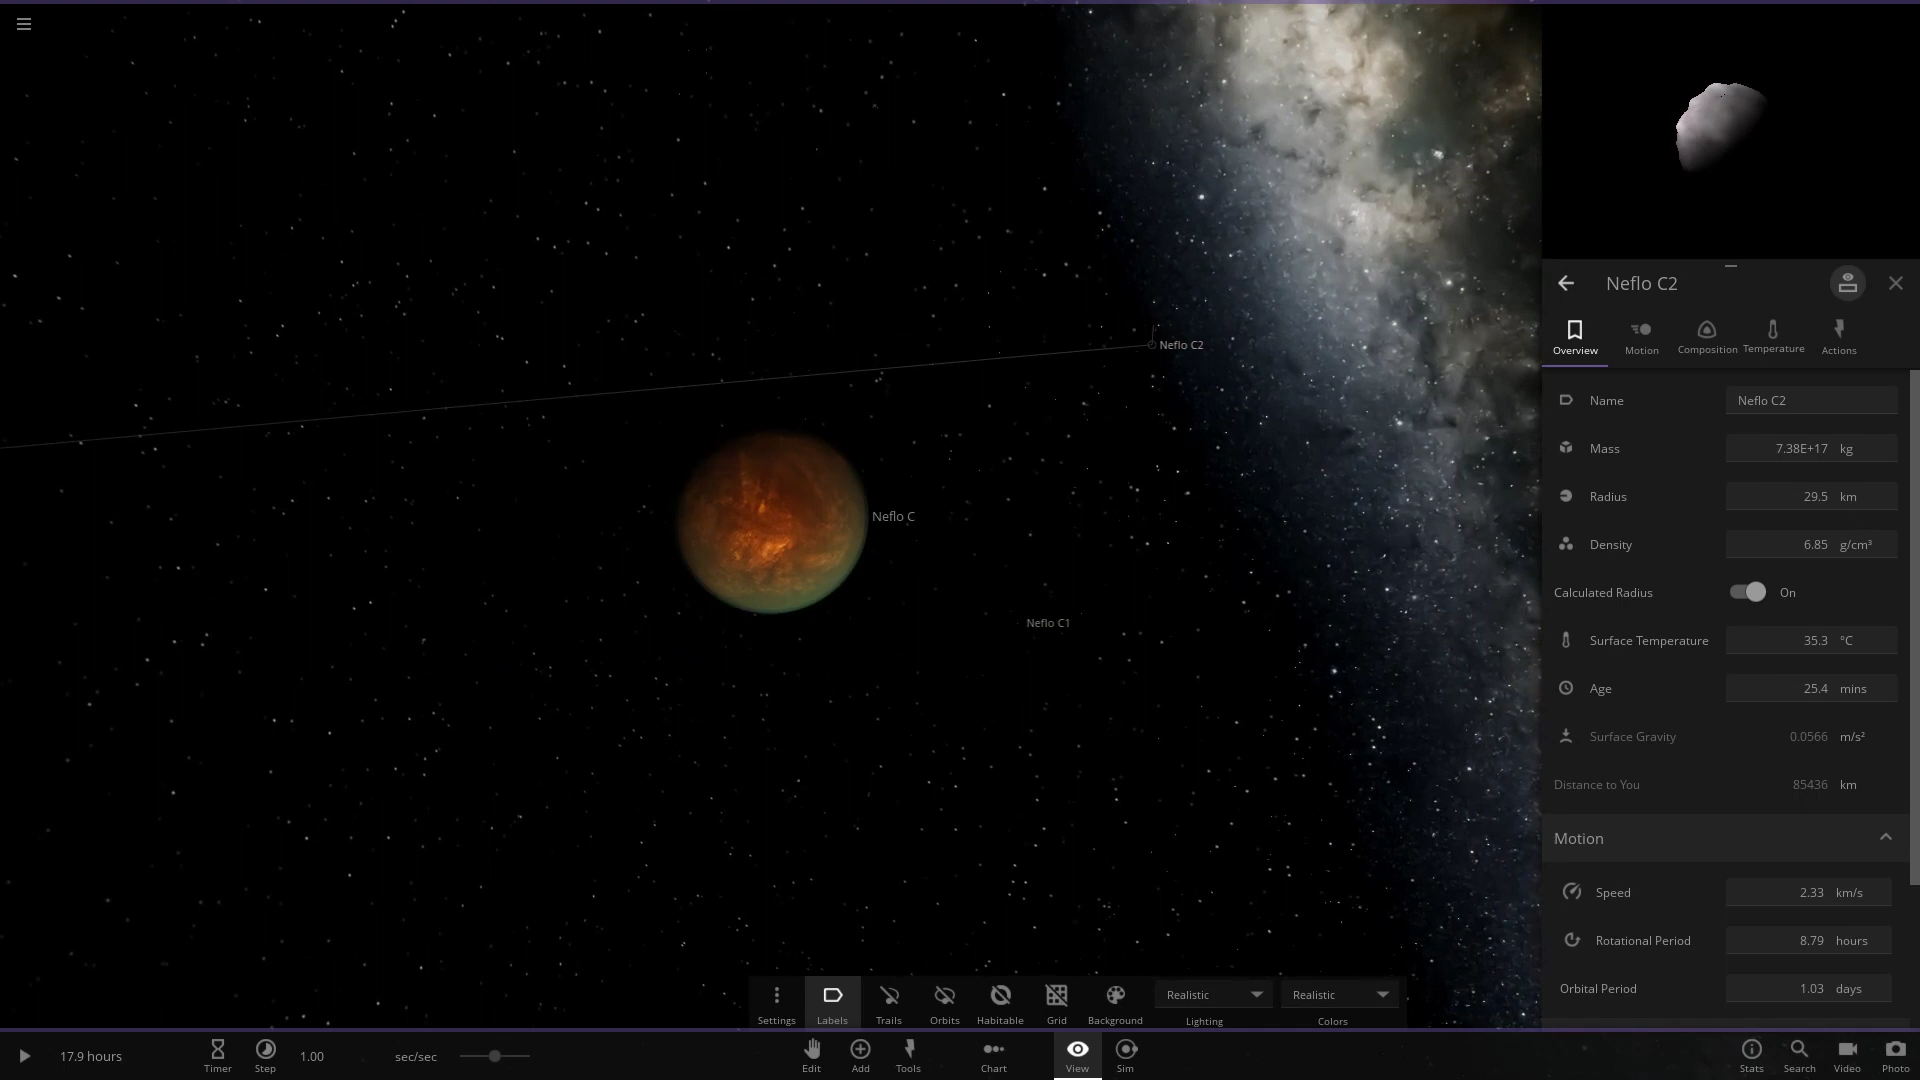 Neflo C2
Neflo C
Neflo C1
Neflo C2
Overview
Motion
Composition
Temperature
Actions
Name Neflo C2
Mass 7.38E+17 kg
Radius 29.5 km
Density 6.85 g/cm³
Calculated Radius On
Surface Temperature 35.3 °C
Age 25.4 mins
Surface Gravity 0.0566 m/s²
Distance to You 85436 km
Motion
Speed 2.33 km/s
Rotational Period 8.79 hours
Orbital Period 1.03 days
Settings
Labels
Trails
Orbits
Habitable
Grid
Background
Realistic
Lighting
Realistic
Colors
17.9 hours
Timer
Step
1.00 sec/sec
Edit
Add
Tools
Chart
View
Sim
Stats
Search
Video
Photo